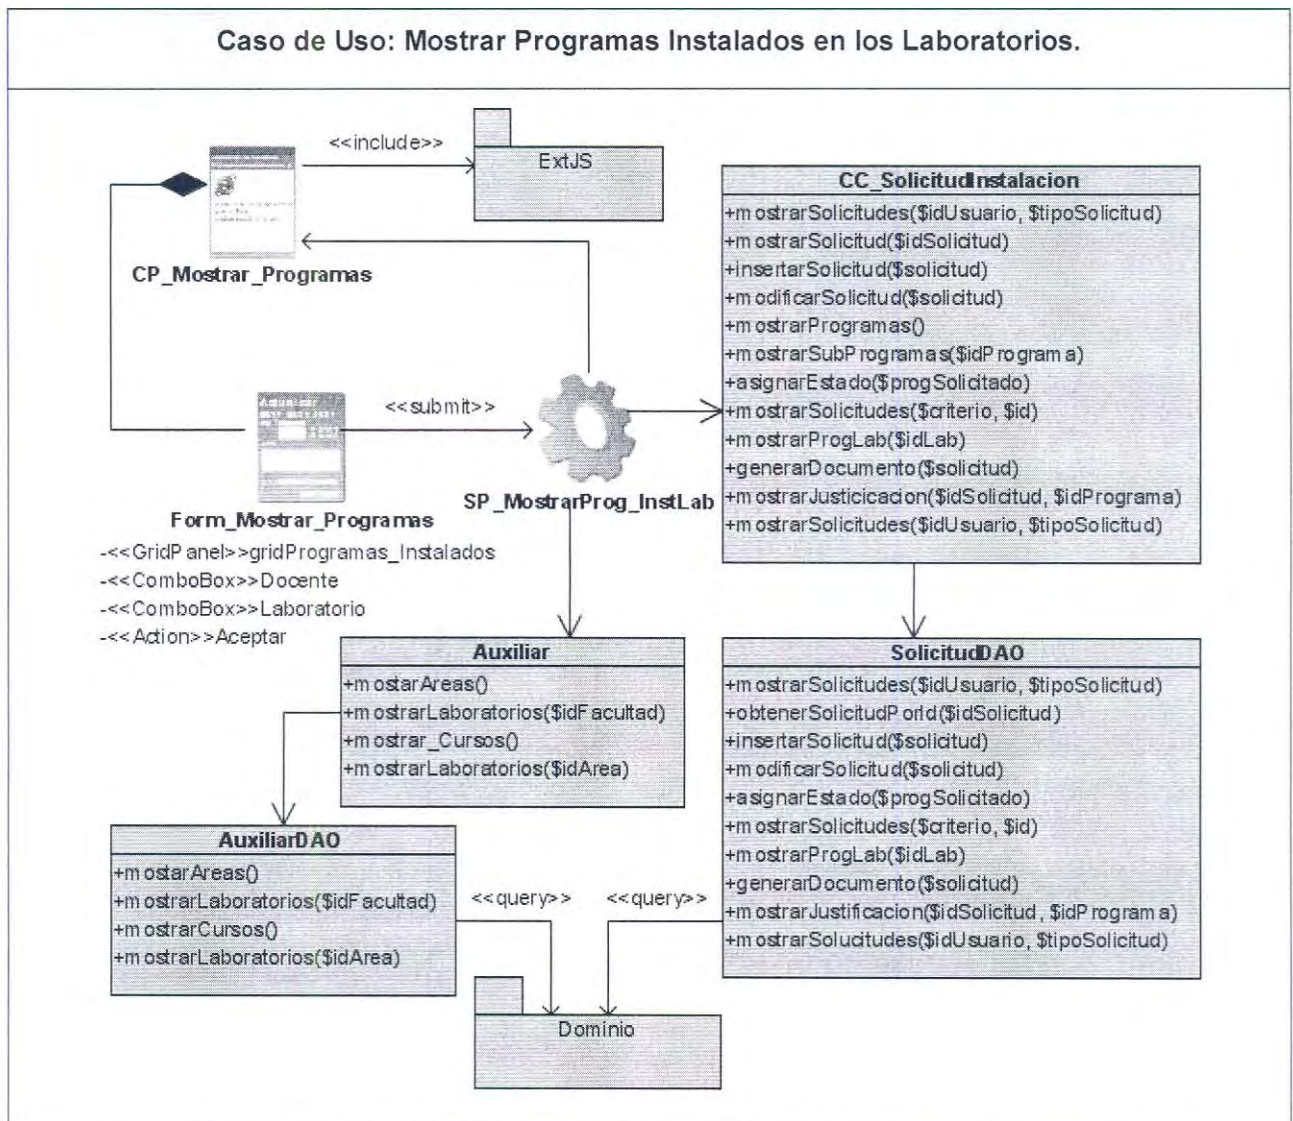 Caso de Uso: Mostrar Programas Instalados en los Laboratorios.
<<include>>
ExtJS
CP_Mostrar_Programas
CC_SolicitudInstalacion
+mostrarSolicitudes($idUsuario, $tipoSolicitud)
+mostrarSolicitud($idSolicitud)
+insertarSolicitud($solicitud)
+modificarSolicitud($solicitud)
+mostrarProgramas()
+mostrarSubProgramas($idPrograma)
+asignarEstado($progSolicitado)
+mostrarSolicitudes($criterio, $id)
+mostrarProgLab($idLab)
+generarDocumento($solicitud)
+mostrarJusticicacion($idSolicitud, $idPrograma)
+mostrarSolicitudes($idUsuario, $tipoSolicitud)
<<submit>>
Form_Mostrar_Programas
-<<GridPanel>>gridProgramas_Instalados
-<<ComboBox>>Docente
-<<ComboBox>>Laboratorio
-<<Action>>Aceptar
SP_MostrarProg_InstLab
Auxiliar
+mostarAreas()
+mostrarLaboratorios($idFacultad)
+mostrar_Cursos()
+mostrarLaboratorios($idArea)
SolicitudDAO
+mostrarSolicitudes($idUsuario, $tipoSolicitud)
+obtenerSolicitudPorId($idSolicitud)
+insertarSolicitud($solicitud)
+modificarSolicitud($solicitud)
+asignarEstado($progSolicitado)
+mostrarSolicitudes($criterio, $id)
+mostrarProgLab($idLab)
+generarDocumento($solicitud)
+mostrarJustificacion($idSolicitud, $idPrograma)
+mostrarSolucitudes($idUsuario, $tipoSolicitud)
AuxiliarDAO
+mostarAreas()
+mostrarLaboratorios($idFacultad)
+mostrarCursos()
+mostrarLaboratorios($idArea)
<<query>>
<<query>>
Dominio